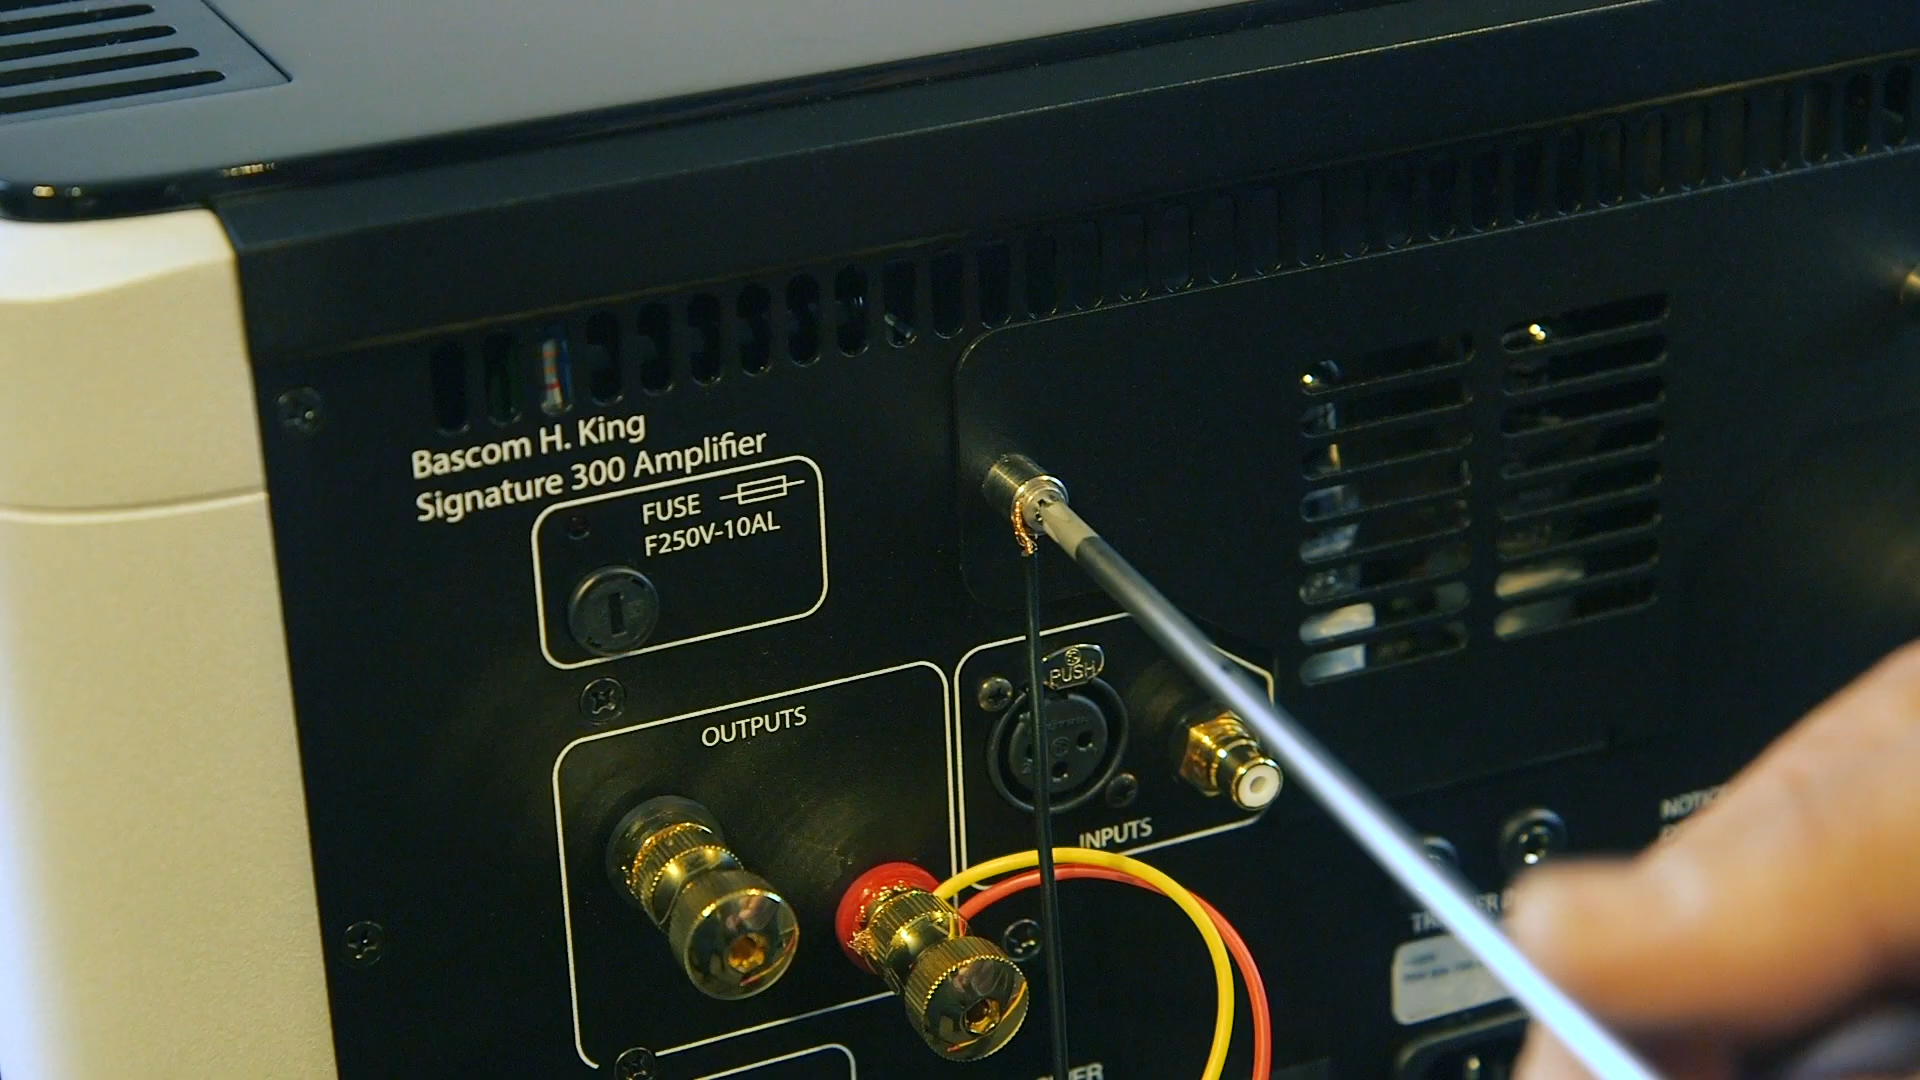 Bascom H. King
Signature 300 Amplifier
FUSE
F250V-10AL
PUSH
OUTPUTS
INPUTS